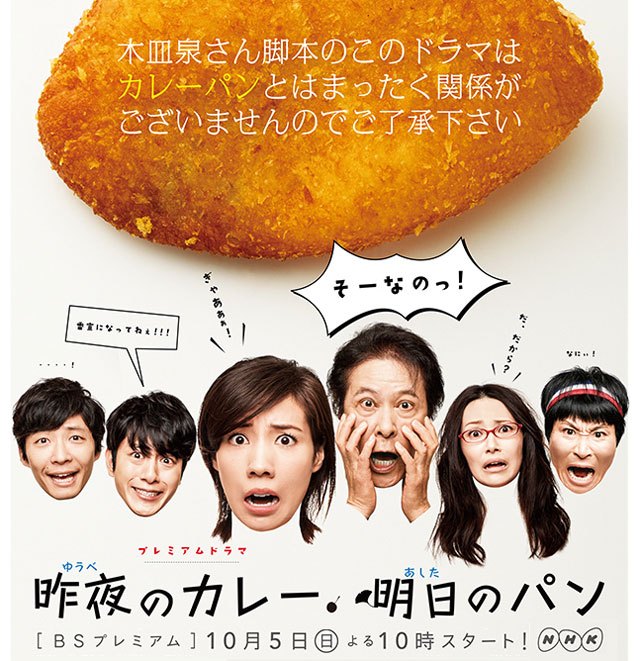 木皿泉さん脚本のこのドラマは
カレーパンとはまったく関係が
ございませんのでご了承下さい
そーなのっ!
ぎゃあああぁ!
番宣になってねぇ!!!
だ、だから?
・・・・!
なにぃ!
プレミアムドラマ
ゆうべ あした
昨夜のカレー、明日のパン
[BSプレミアム]10月5日(日)よる10時スタート! NHK